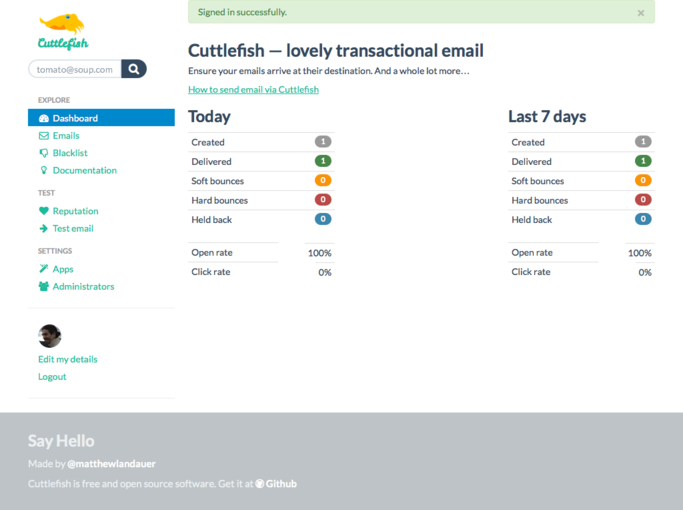 Signed in successfully.
×
Cuttlefish
tomato@soup.com
EXPLORE
Dashboard
Emails
Blacklist
Documentation
TEST
Reputation
Test email
SETTINGS
Apps
Administrators
Edit my details
Logout
Cuttlefish — lovely transactional email
Ensure your emails arrive at their destination. And a whole lot more…
How to send email via Cuttlefish
Today
Created 1
Delivered 1
Soft bounces 0
Hard bounces 0
Held back 0
Open rate 100%
Click rate 0%
Last 7 days
Created 1
Delivered 1
Soft bounces 0
Hard bounces 0
Held back 0
Open rate 100%
Click rate 0%
Say Hello
Made by @matthewlandauer
Cuttlefish is free and open source software. Get it at Github